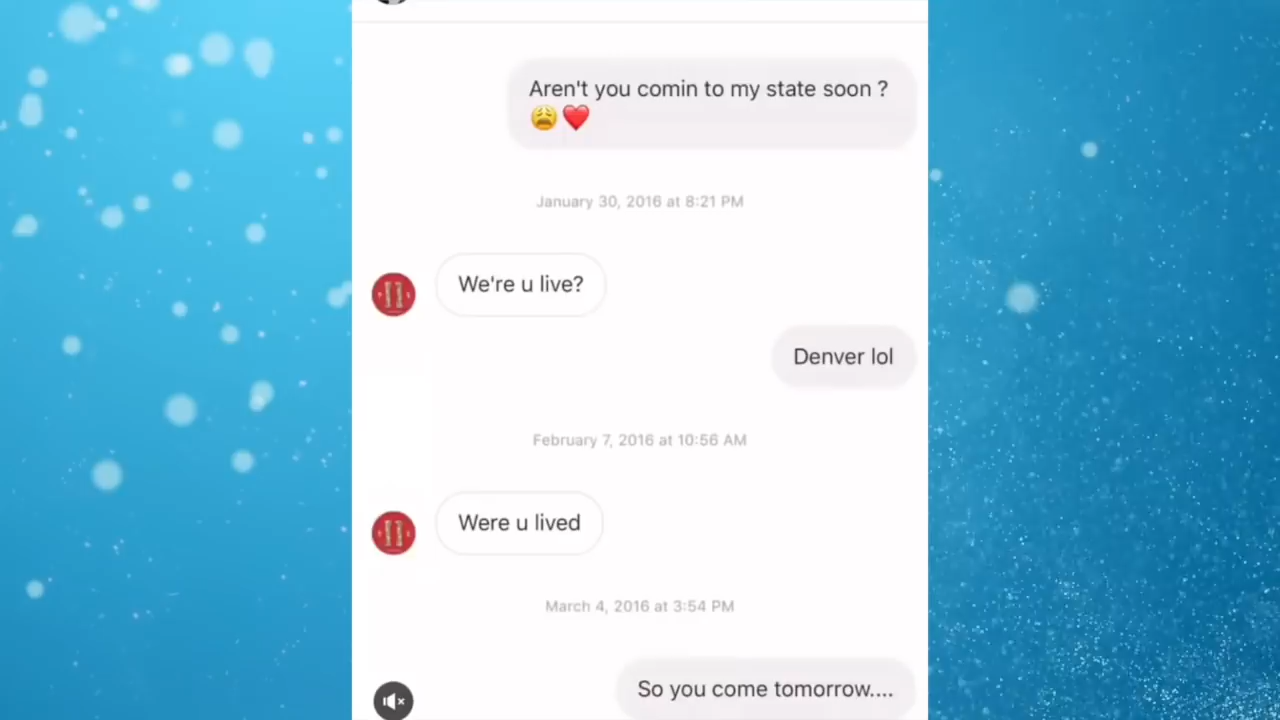 Aren't you comin to my state soon ?
😩❤️
January 30, 2016 at 8:21 PM
We're u live?
Denver lol
February 7, 2016 at 10:56 AM
Were u lived
March 4, 2016 at 3:54 PM
So you come tomorrow....